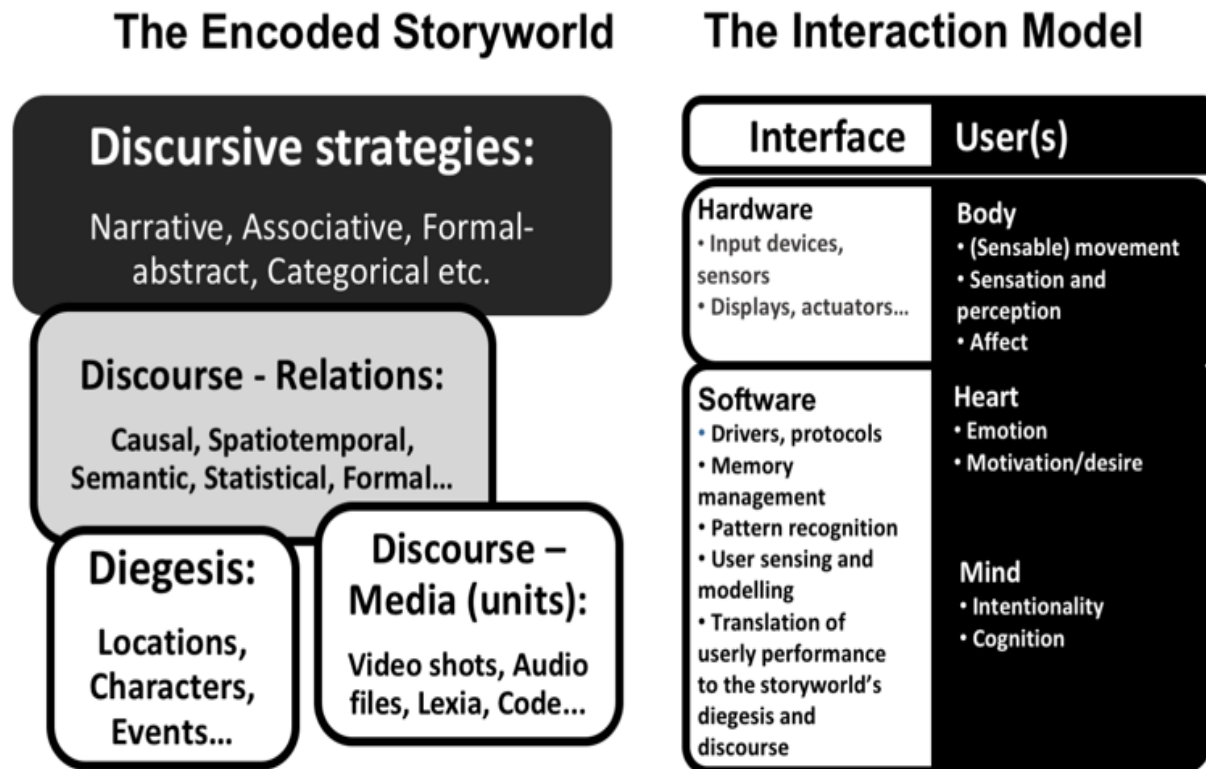 The Encoded Storyworld
Discursive strategies:
Narrative, Associative, Formal-
abstract, Categorical etc.
Discourse - Relations:
Causal, Spatiotemporal,
Semantic, Statistical, Formal...
Diegesis:
Locations,
Characters,
Events...
Discourse –
Media (units):
Video shots, Audio
files, Lexia, Code...
The Interaction Model
Interface
User(s)
Hardware
• Input devices,
sensors
• Displays, actuators...
Body
• (Sensable) movement
• Sensation and
perception
• Affect
Software
• Drivers, protocols
• Memory
management
• Pattern recognition
• User sensing and
modelling
• Translation of
userly performance
to the storyworld's
diegesis and
discourse
Heart
• Emotion
• Motivation/desire
Mind
• Intentionality
• Cognition